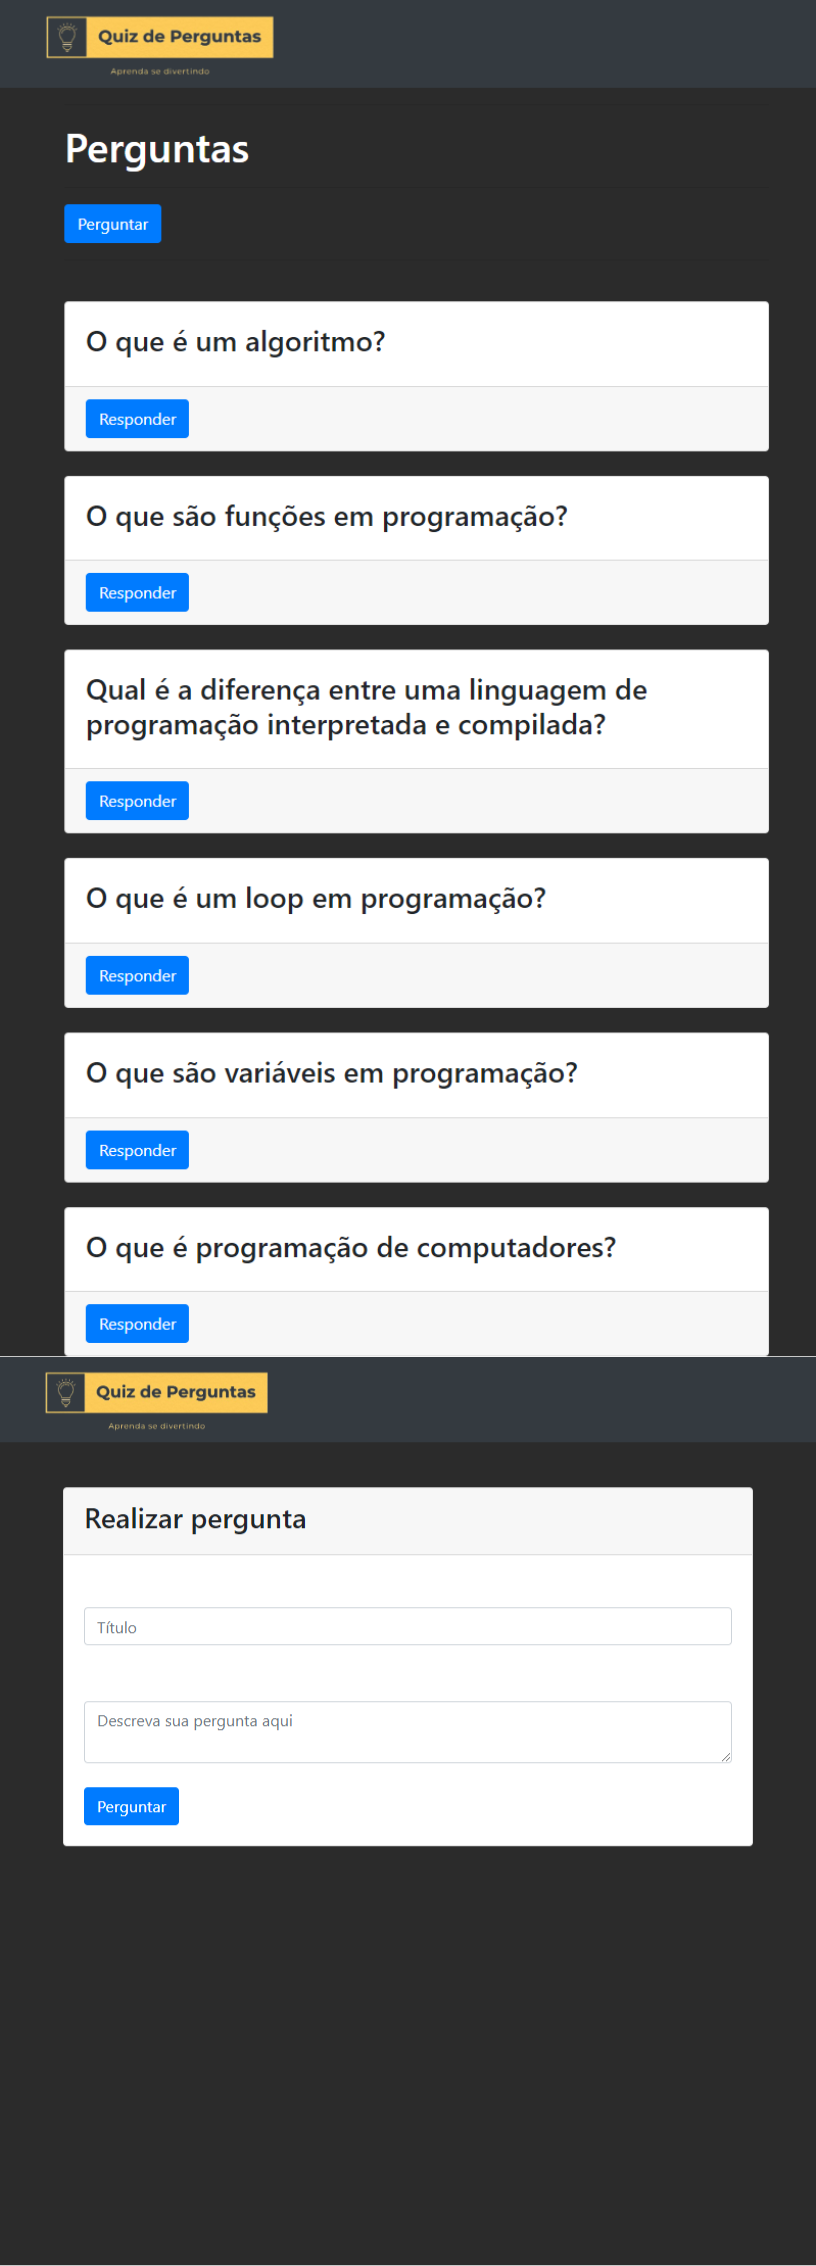 Quiz de Perguntas
Aprenda se divertindo
Perguntas
Perguntar
O que é um algoritmo?
Responder
O que são funções em programação?
Responder
Qual é a diferença entre uma linguagem de
programação interpretada e compilada?
Responder
O que é um loop em programação?
Responder
O que são variáveis em programação?
Responder
O que é programação de computadores?
Responder
Quiz de Perguntas
Aprenda se divertindo
Realizar pergunta
Título
Descreva sua pergunta aqui
Perguntar